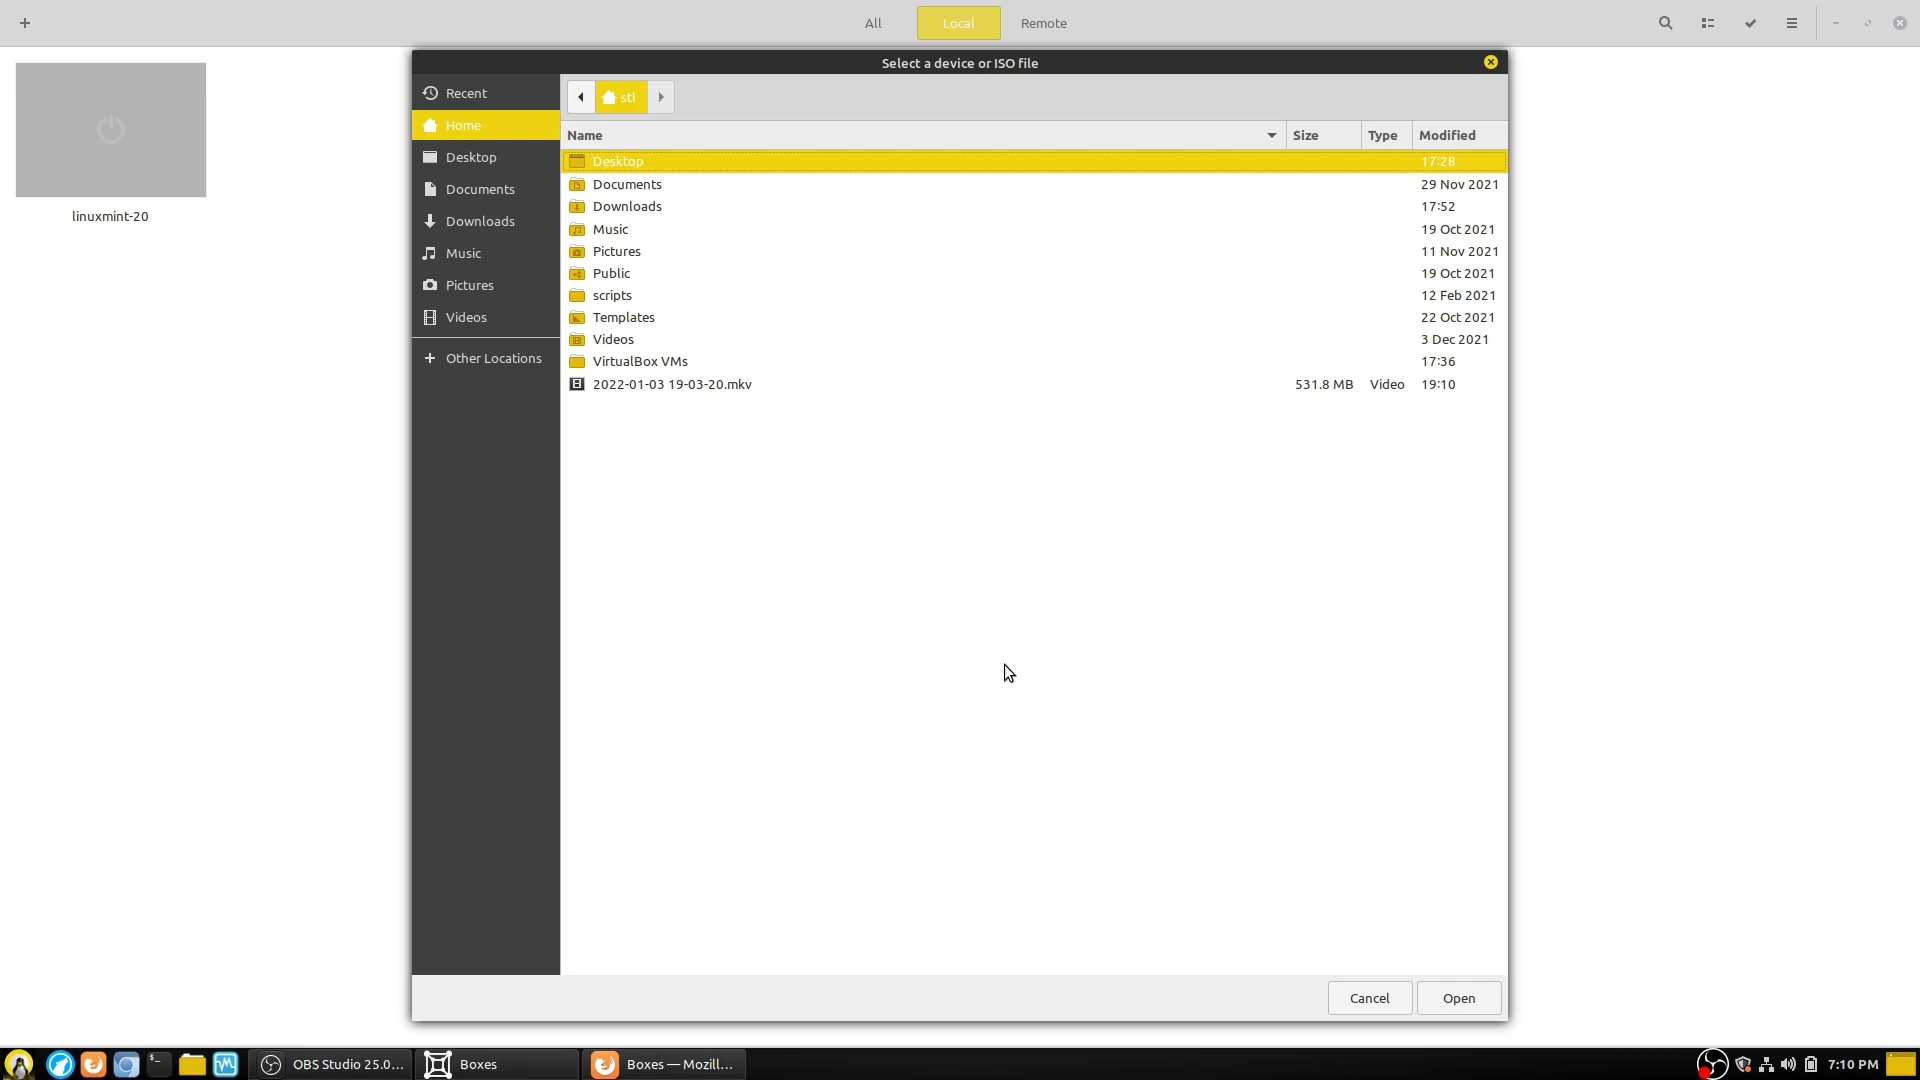 All Local Remote
linuxmint-20
Select a device or ISO file
Recent
Home
Desktop
Documents
Downloads
Music
Pictures
Videos
Other Locations
stl
Name Size Type Modified
Desktop 17:28
Documents 29 Nov 2021
Downloads 17:52
Music 19 Oct 2021
Pictures 11 Nov 2021
Public 19 Oct 2021
scripts 12 Feb 2021
Templates 22 Oct 2021
Videos 3 Dec 2021
VirtualBox VMs 17:36
2022-01-03 19-03-20.mkv 531.8 MB Video 19:10
Cancel Open
OBS Studio 25.0... Boxes Boxes — Mozill... 7:10 PM